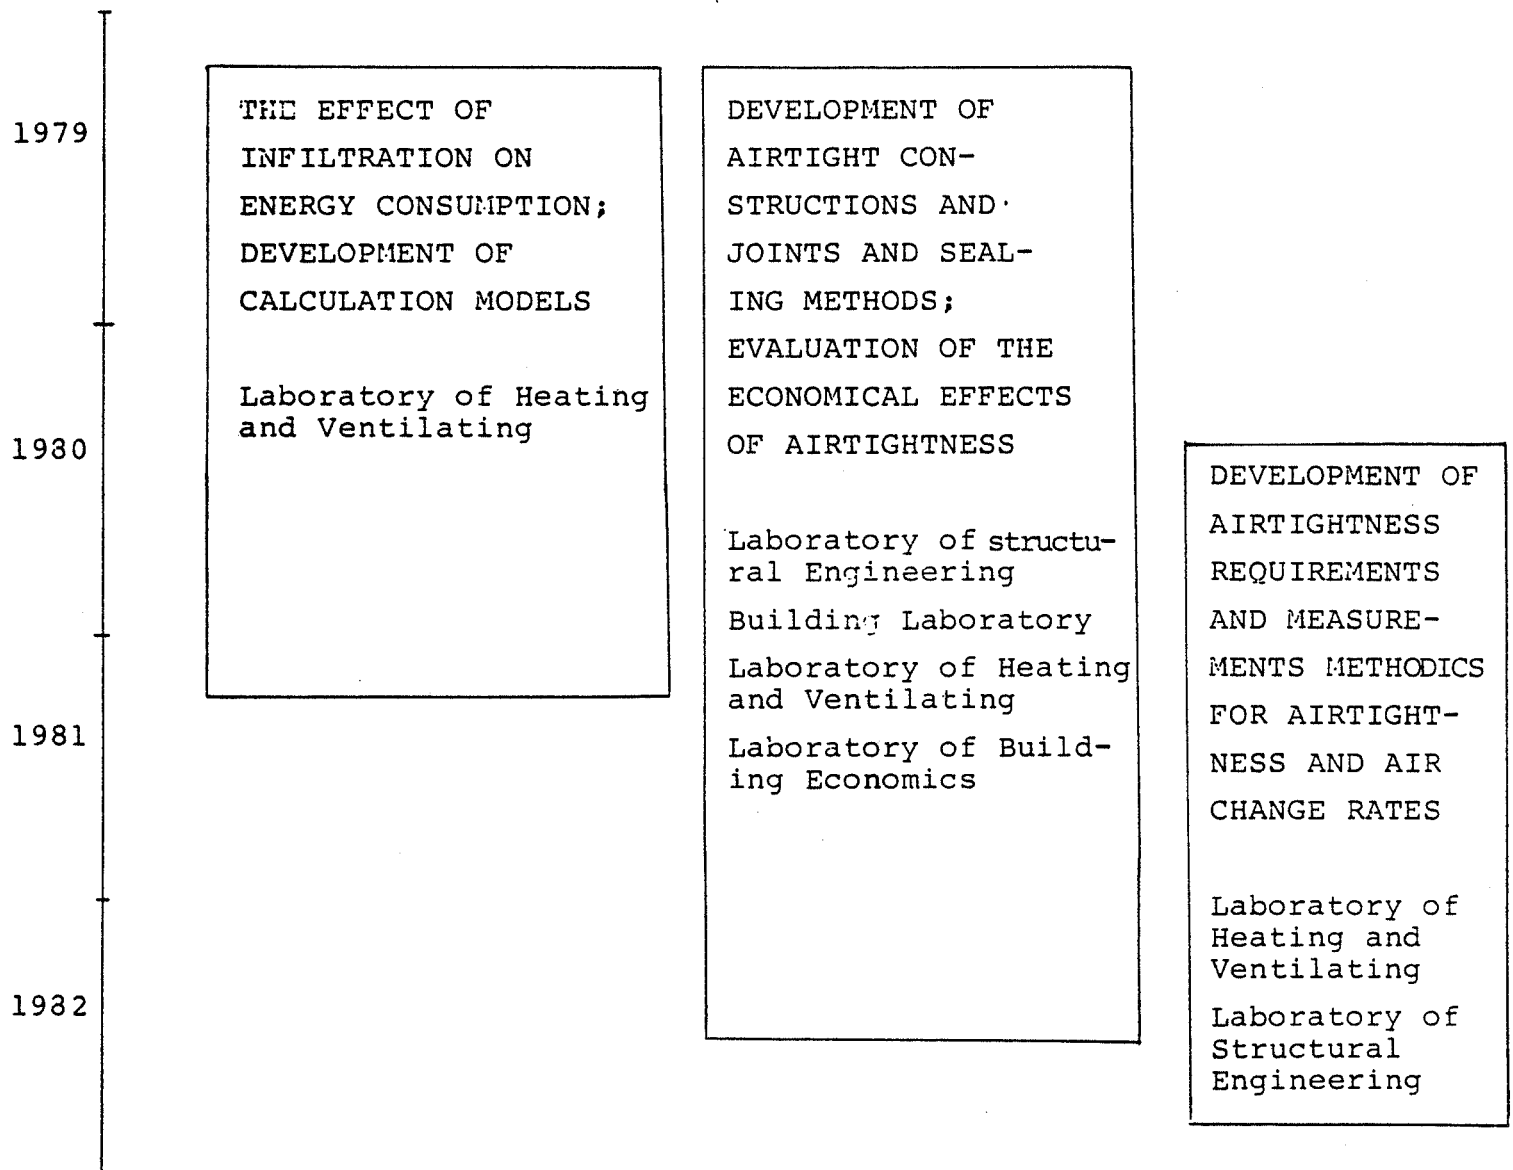 1979
1980
1981
1982
THE EFFECT OF
INFILTRATION ON
ENERGY CONSUMPTION;
DEVELOPMENT OF
CALCULATION MODELS
Laboratory of Heating
and Ventilating
DEVELOPMENT OF
AIRTIGHT CON-
STRUCTIONS AND
JOINTS AND SEAL-
ING METHODS;
EVALUATION OF THE
ECONOMICAL EFFECTS
OF AIRTIGHTNESS
Laboratory of structu-
ral Engineering
Building Laboratory
Laboratory of Heating
and Ventilating
Laboratory of Build-
ing Economics
DEVELOPMENT OF
AIRTIGHTNESS
REQUIREMENTS
AND MEASURE-
MENTS METHODICS
FOR AIRTIGHT-
NESS AND AIR
CHANGE RATES
Laboratory of
Heating and
Ventilating
Laboratory of
Structural
Engineering